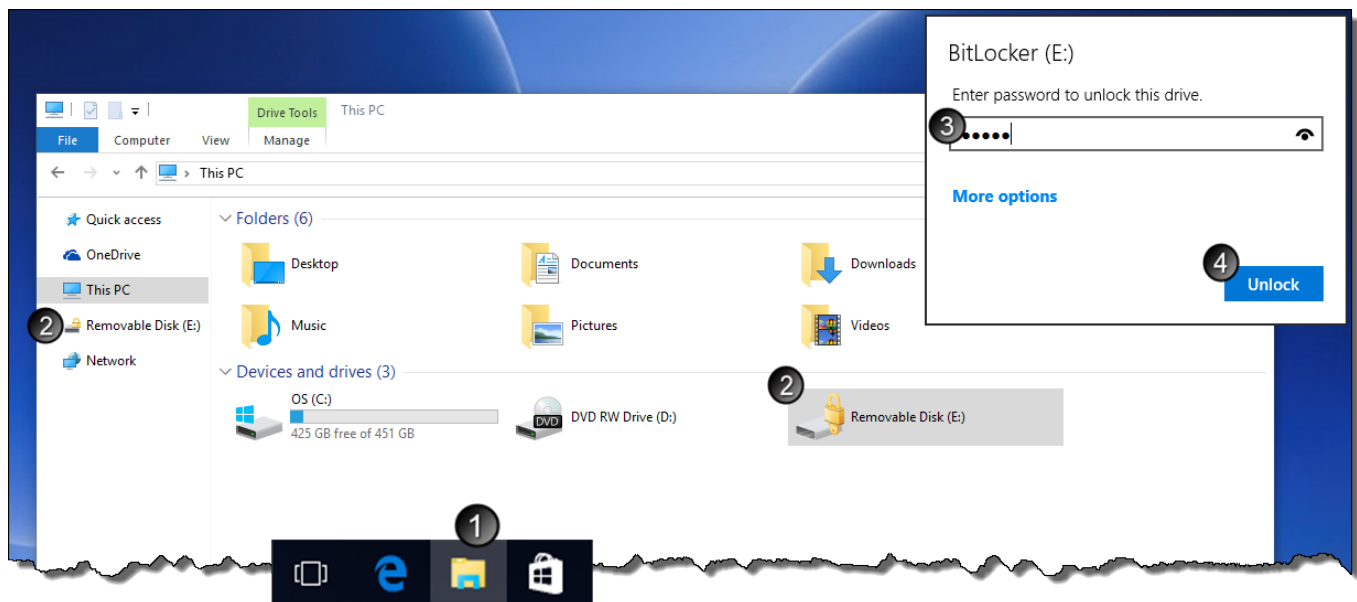 Drive Tools This PC
File Computer View Manage
This PC
Quick access
OneDrive
This PC
2 Removable Disk (E:)
Network
Folders (6)
Desktop Documents Downloads
Music Pictures Videos
Devices and drives (3)
OS (C:)
425 GB free of 451 GB
DVD
DVD RW Drive (D:)
2
Removable Disk (E:)
1
BitLocker (E:)
Enter password to unlock this drive.
3
More options
4
Unlock